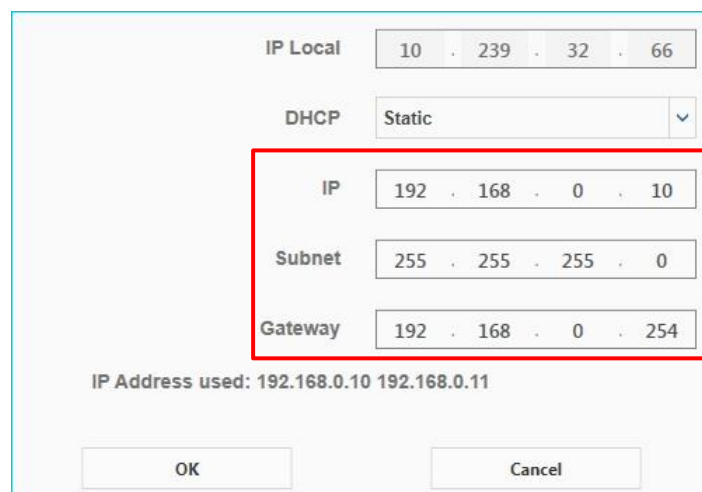 IP Local 10 . 239 . 32 . 66
DHCP Static
IP 192 . 168 . 0 . 10
Subnet 255 . 255 . 255 . 0
Gateway 192 . 168 . 0 . 254
IP Address used: 192.168.0.10 192.168.0.11
OK Cancel